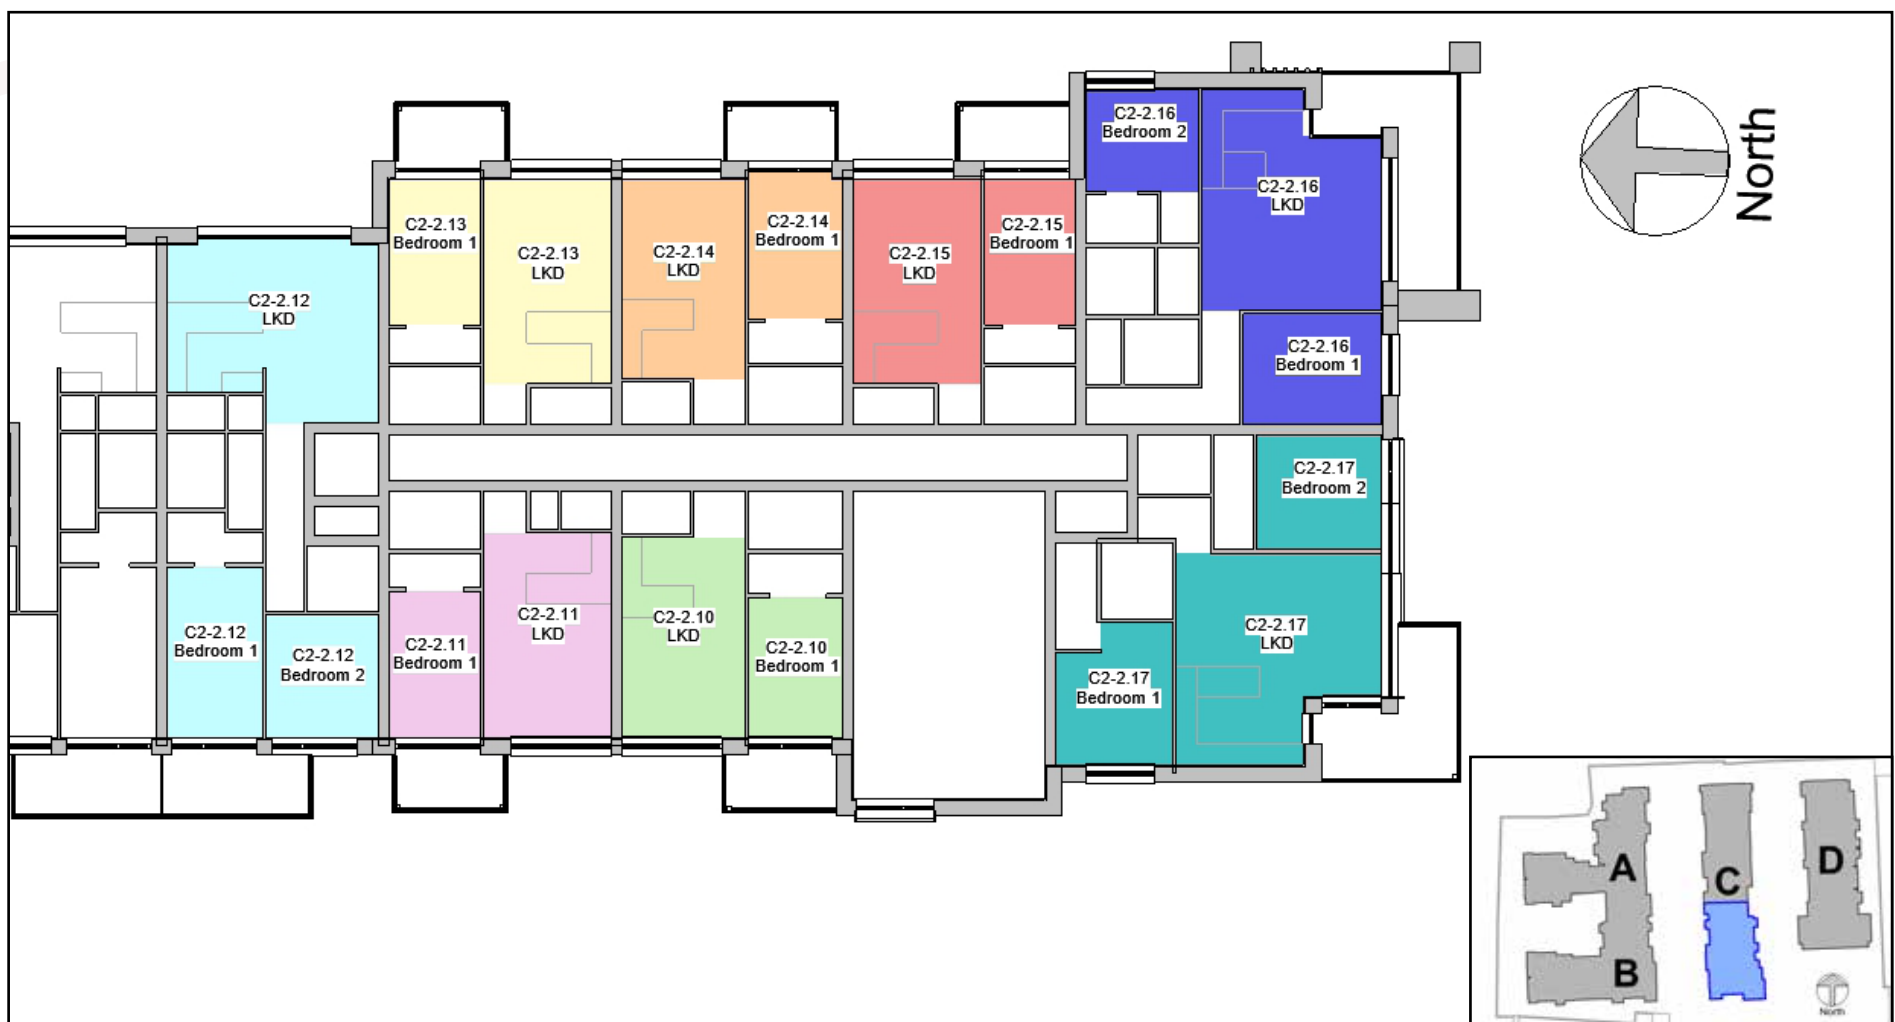 C2-2.16
Bedroom 2
C2-2.16
LKD
North
C2-2.13
Bedroom 1
C2-2.13
LKD
C2-2.14
LKD
C2-2.14
Bedroom 1
C2-2.15
LKD
C2-2.15
Bedroom 1
C2-2.12
LKD
C2-2.16
Bedroom 1
C2-2.17
Bedroom 2
C2-2.12
Bedroom 1
C2-2.12
Bedroom 2
C2-2.11
Bedroom 1
C2-2.11
LKD
C2-2.10
LKD
C2-2.10
Bedroom 1
C2-2.17
LKD
C2-2.17
Bedroom 1
A
C
D
B
North